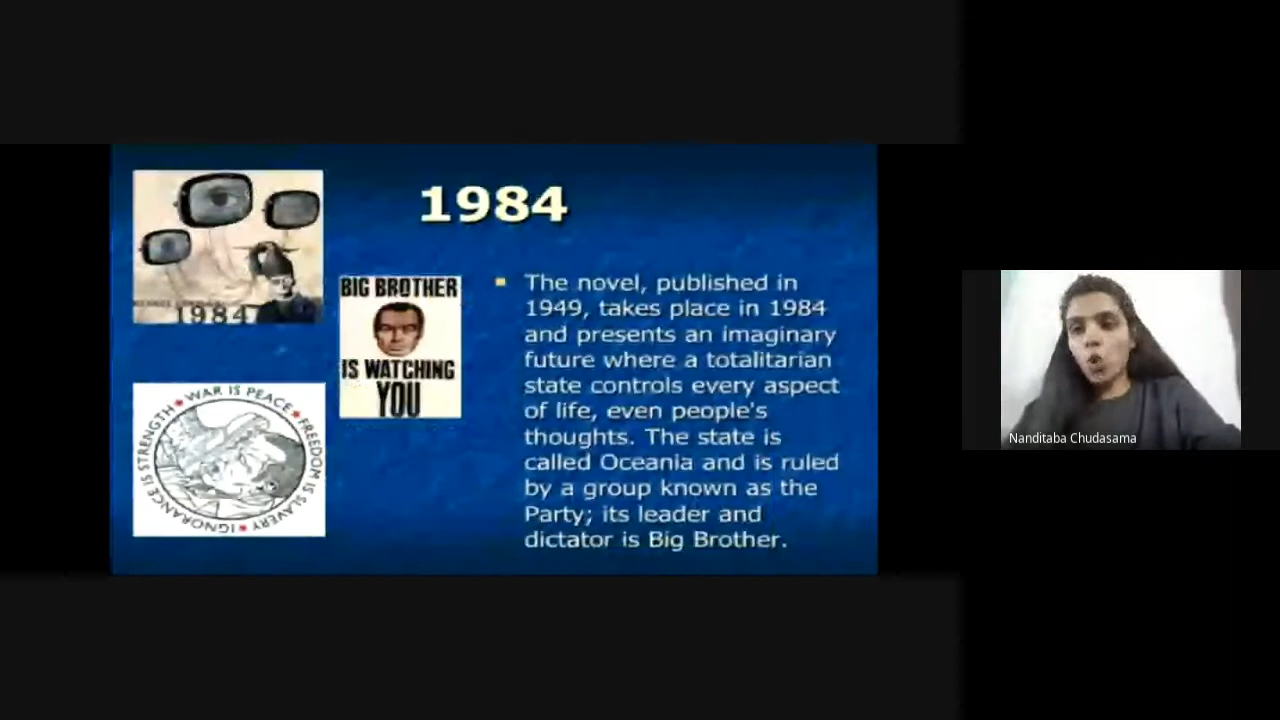 1984
1984
BIG BROTHER
IS WATCHING
YOU
WAR IS PEACE ★ FREEDOM IS SLAVERY ★ IGNORANCE IS STRENGTH ★
The novel, published in
1949, takes place in 1984
and presents an imaginary
future where a totalitarian
state controls every aspect
of life, even people's
thoughts. The state is
called Oceania and is ruled
by a group known as the
Party; its leader and
dictator is Big Brother.
Nanditaba Chudasama